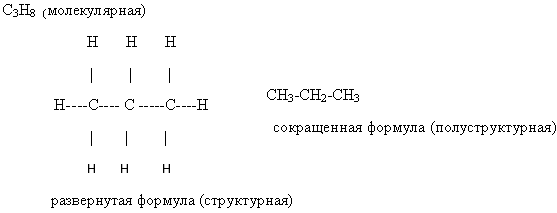 C3H8 (молекулярная)
H H H
| | |
H----C---- C -----C----H
| | |
H H H
развернутая формула (структурная)
CH3-CH2-CH3
сокращенная формула (полуструктурная)